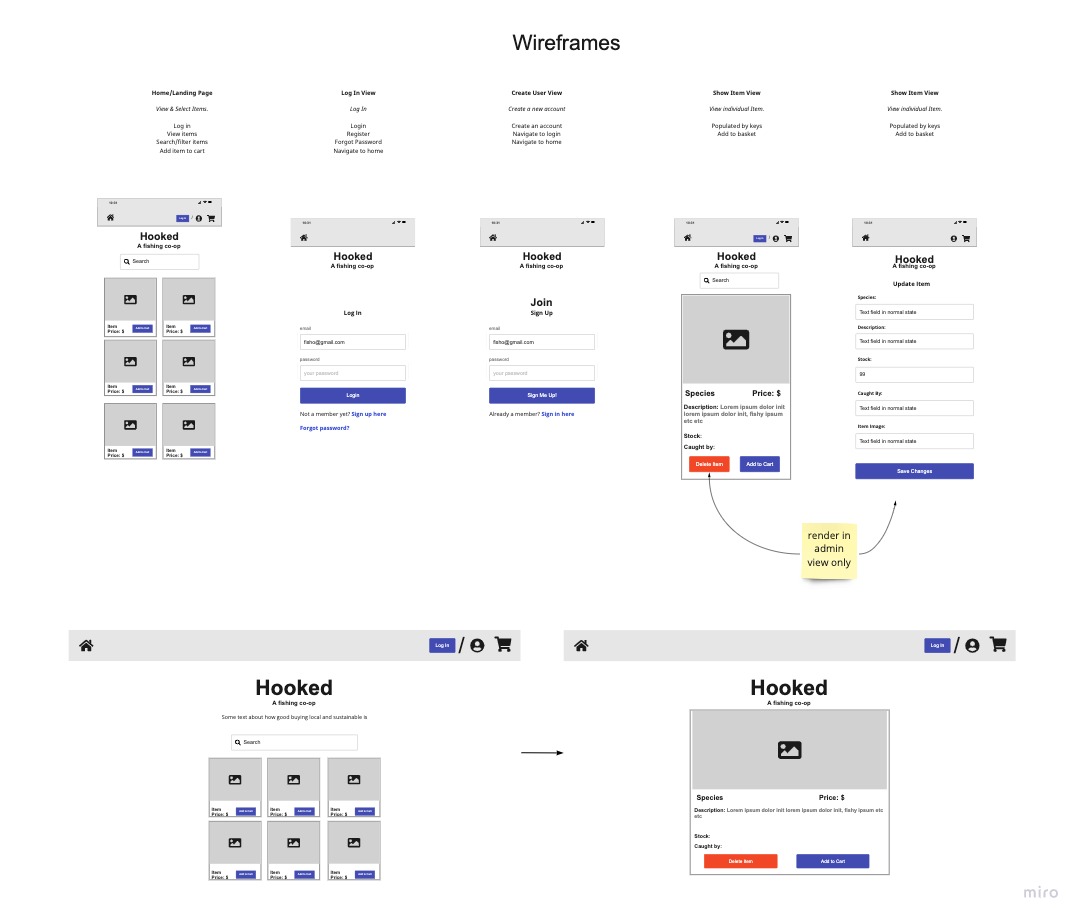 Wireframes
Home/Landing Page
View & Select Items.
Log in
View items
Search/filter items
Add item to cart
Log In View
Log In
Login
Register
Forgot Password
Navigate to home
Create User View
Create a new account
Create an account
Navigate to login
Navigate to home
Show Item View
View individual Item.
Populated by keys
Add to basket
Show Item View
View individual Item.
Populated by keys
Add to basket
Log In /
Hooked
A fishing co-op
Search
Item
Price: $
Add to Cart
Item
Price: $
Add to Cart
Item
Price: $
Add to Cart
Item
Price: $
Add to Cart
Item
Price: $
Add to Cart
Item
Price: $
Add to Cart
Hooked
A fishing co-op
Log In
email
fisho@gmail.com
password
your password
Login
Not a member yet? Sign up here
Forgot password?
Hooked
A fishing co-op
Join
Sign Up
email
fisho@gmail.com
password
your password
Sign Me Up!
Already a member? Sign in here
Log In /
Hooked
A fishing co-op
Search
Species Price: $
Description: Lorem ipsum dolor init
lorem ipsum dolor init, fishy ipsum
etc etc
Stock:
Caught by:
Delete Item Add to Cart
Hooked
A fishing co-op
Update Item
Species:
Text field in normal state
Description:
Text field in normal state
Stock:
99
Caught By:
Text field in normal state
Item Image:
Text field in normal state
Save Changes
render in
admin
view only
Log In /
Hooked
A fishing co-op
Some text about how good buying local and sustainable is
Search
Item
Price: $
Add to Cart
Item
Price: $
Add to Cart
Item
Price: $
Add to Cart
Item
Price: $
Add to Cart
Item
Price: $
Add to Cart
Item
Price: $
Add to Cart
Log In /
Hooked
A fishing co-op
Species Price: $
Description: Lorem ipsum dolor init lorem ipsum dolor init, fishy ipsum etc
etc
Stock:
Caught by:
Delete Item Add to Cart
miro